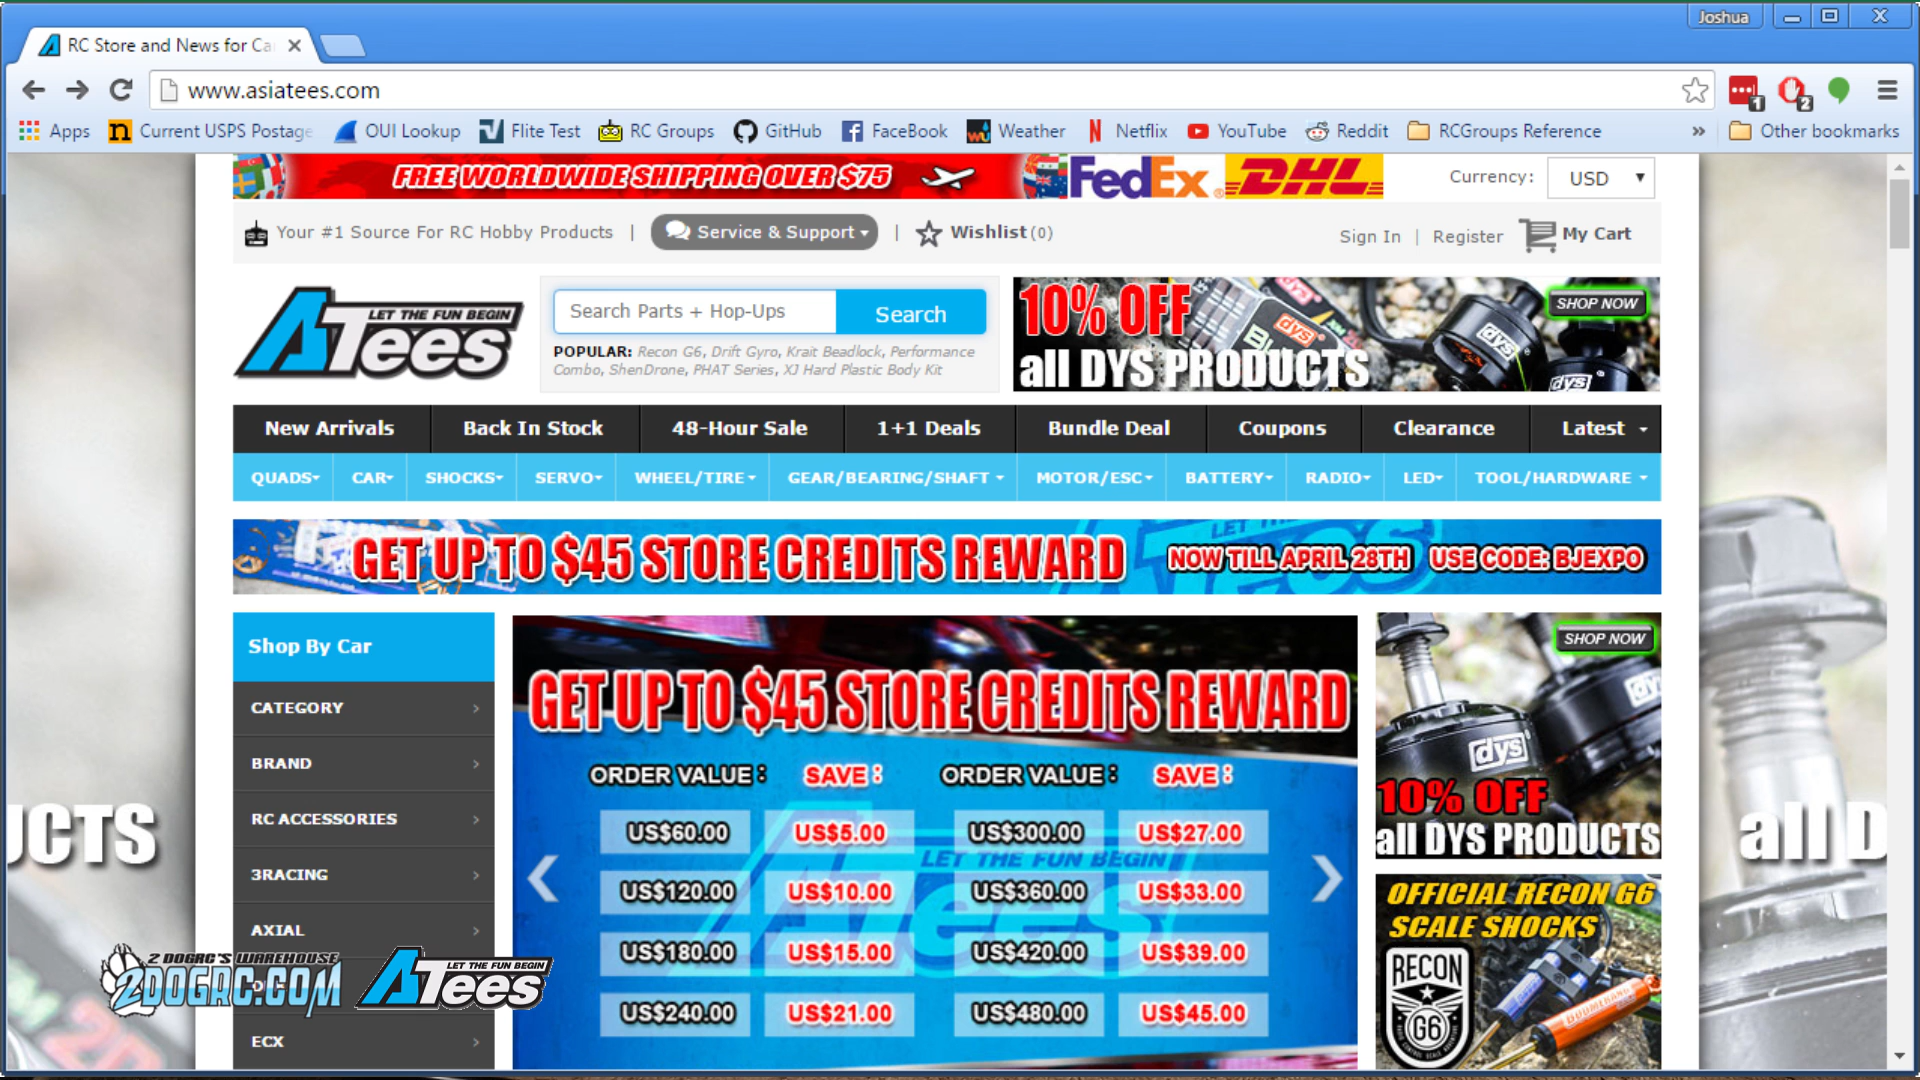 Joshua
RC Store and News for Ca
www.asiatees.com
1
2
Apps
Current USPS Postage
OUI Lookup
Flite Test
RC Groups
GitHub
FaceBook
Weather
Netflix
YouTube
Reddit
RCGroups Reference
»
Other bookmarks
FREE WORLDWIDE SHIPPING OVER $75
FedEx
DHL
Currency:
USD
Your #1 Source For RC Hobby Products
|
Service & Support
|
Wishlist (0)
Sign In | Register
My Cart
LET THE FUN BEGIN
ATees
Search Parts + Hop-Ups
Search
POPULAR: Recon G6, Drift Gyro, Krait Beadlock, Performance
Combo, ShenDrone, PHAT Series, XJ Hard Plastic Body Kit
10% OFF
all DYS PRODUCTS
SHOP NOW
dys
dys
dys
New Arrivals
Back In Stock
48-Hour Sale
1+1 Deals
Bundle Deal
Coupons
Clearance
Latest
QUADS
CAR
SHOCKS
SERVO
WHEEL/TIRE
GEAR/BEARING/SHAFT
MOTOR/ESC
BATTERY
RADIO
LED
TOOL/HARDWARE
GET UP TO $45 STORE CREDITS REWARD
NOW TILL APRIL 28TH
USE CODE: BJEXPO
Shop By Car
CATEGORY
BRAND
RC ACCESSORIES
3RACING
AXIAL
ECX
GET UP TO $45 STORE CREDITS REWARD
ORDER VALUE : SAVE : ORDER VALUE : SAVE :
US$60.00 US$5.00 US$300.00 US$27.00
LET THE FUN BEGIN
US$120.00 US$10.00 US$360.00 US$33.00
ATees
US$180.00 US$15.00 US$420.00 US$39.00
US$240.00 US$21.00 US$480.00 US$45.00
SHOP NOW
dys
10% OFF
all DYS PRODUCTS
OFFICIAL RECON G6
SCALE SHOCKS
RECON
G6
BOOMERANG
UCTS
all D
2 DOGRC'S WAREHOUSE
2DOGRC.COM
LET THE FUN BEGIN
ATees